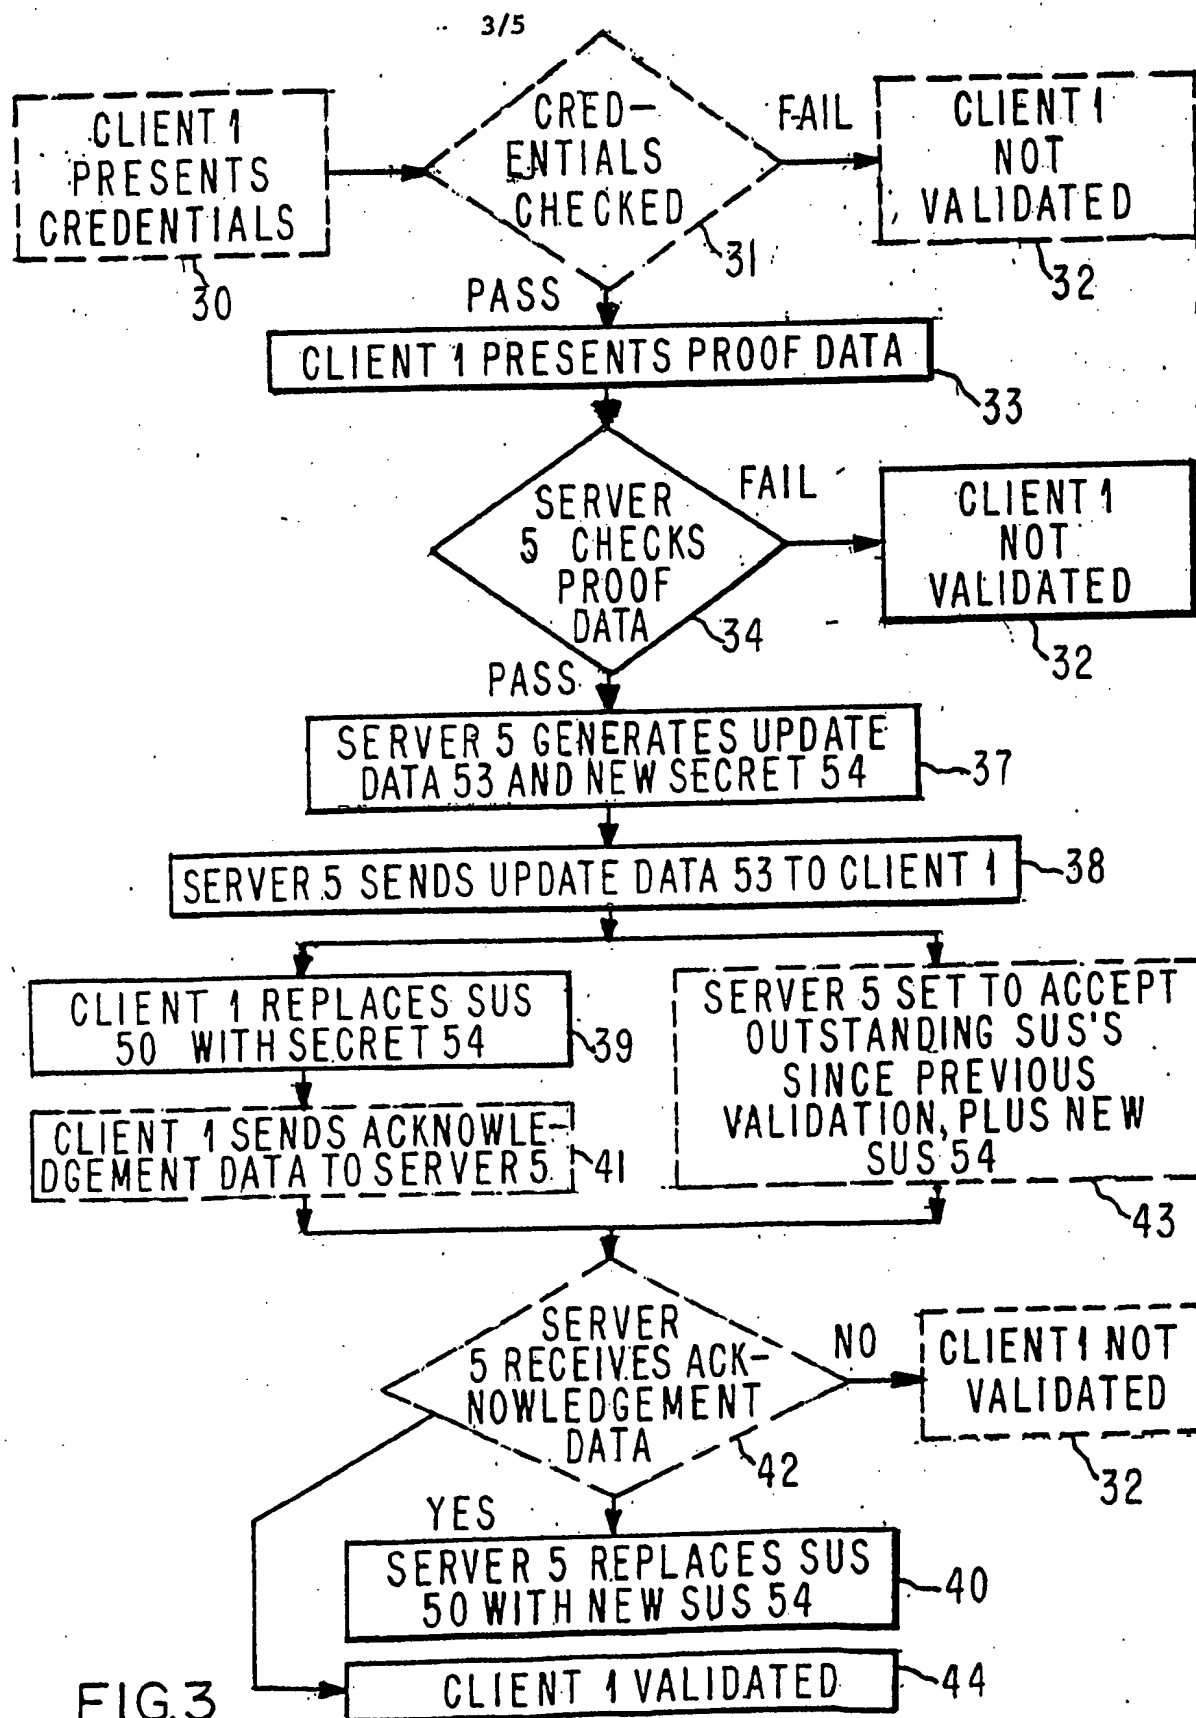 3/5
CLIENT 1
PRESENTS
CREDENTIALS
30
CRED-
ENTIALS
CHECKED
31
FAIL
CLIENT 1
NOT
VALIDATED
32
PASS
CLIENT 1 PRESENTS PROOF DATA
33
SERVER
5 CHECKS
PROOF
DATA
34
FAIL
CLIENT 1
NOT
VALIDATED
32
PASS
SERVER 5 GENERATES UPDATE
DATA 53 AND NEW SECRET 54
37
SERVER 5 SENDS UPDATE DATA 53 TO CLIENT 1
38
CLIENT 1 REPLACES SUS
50 WITH SECRET 54
39
CLIENT 1 SENDS ACKNOWLE-
DGEMENT DATA TO SERVER 5
41
SERVER 5 SET TO ACCEPT
OUTSTANDING SUS'S
SINCE PREVIOUS
VALIDATION, PLUS NEW
SUS 54
43
SERVER
5 RECEIVES ACK-
NOWLEDGEMENT
DATA
42
NO
CLIENT 1 NOT
VALIDATED
32
YES
SERVER 5 REPLACES SUS
50 WITH NEW SUS 54
40
CLIENT 1 VALIDATED
44
FIG.3